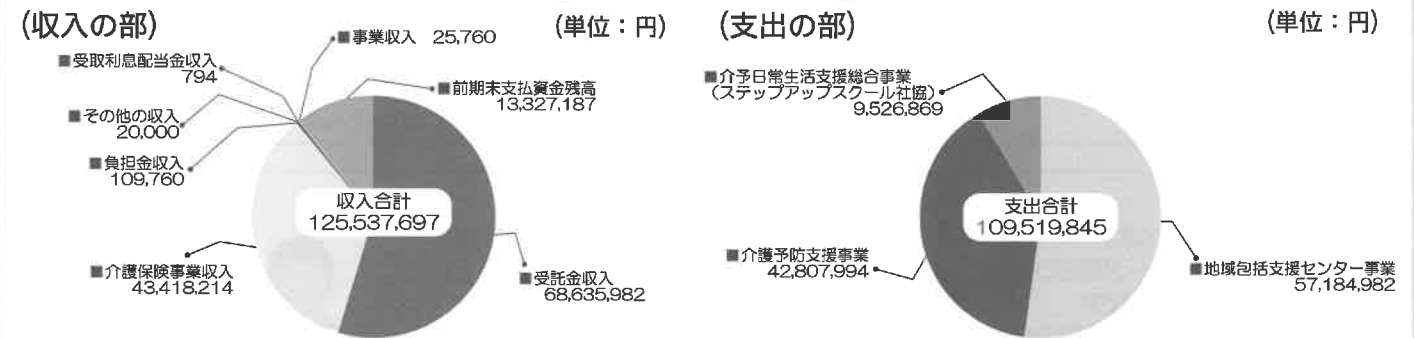 (収入の部)
(単位：円)
■事業収入 25,760
■受取利息配当金収入
794
■前期末支払資金残高
13,327,187
■その他の収入
20,000
■負担金収入
109,760
収入合計
125,537,697
■介護保険事業収入
43,418,214
■受託金収入
68,635,982
(支出の部)
(単位：円)
■介予日常生活支援総合事業
(ステップアップスクール社協)
9,526,869
支出合計
109,519,845
■介護予防支援事業
42,807,994
■地域包括支援センター事業
57,184,982